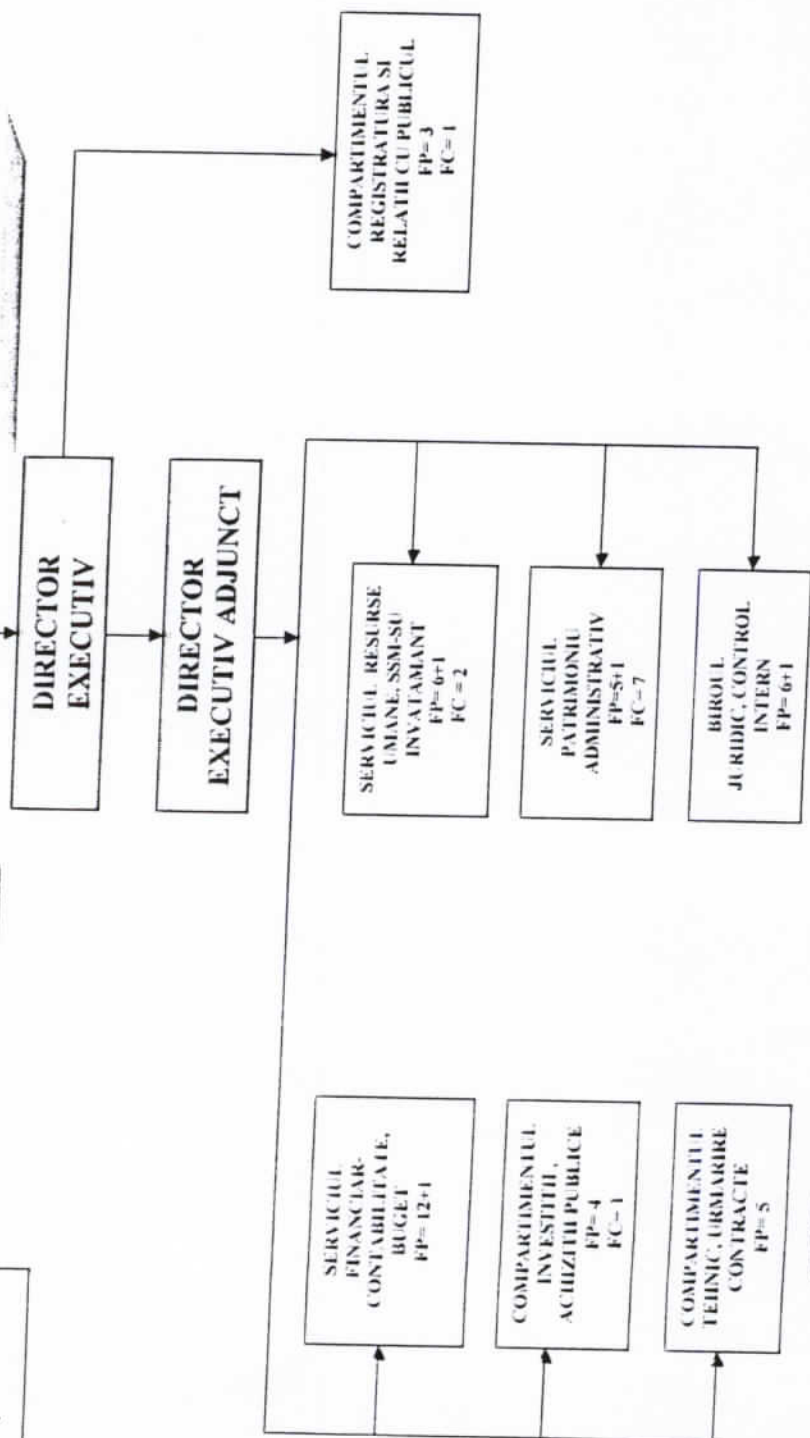 DIRECTOR
EXECUTIV
DIRECTOR
EXECUTIV ADJUNCT
COMPARTIMENTUL
REGISTRATURA SI
RELATII CU PUBLICUL
FP= 3
FC= 1
SERVICIUL
FINANCIAR-
CONTABILITATE,
BUGET
FP= 12+1
SERVICIUL RESURSE
UMANE, SSM-SU
INVATAMANT
FP= 6+1
FC = 2
COMPARTIMENTUL
INVESTITII ,
ACHIZITII PUBLICE
FP= 4
FC= 1
SERVICIUL
PATRIMONIU
ADMINISTRATIV
FP=5+1
FC= 7
COMPARTIMENTUL
TEHNIC, URMARIRE
CONTRACTE
FP= 5
BIROUL
JURIDIC, CONTROL
INTERN
FP= 6+1